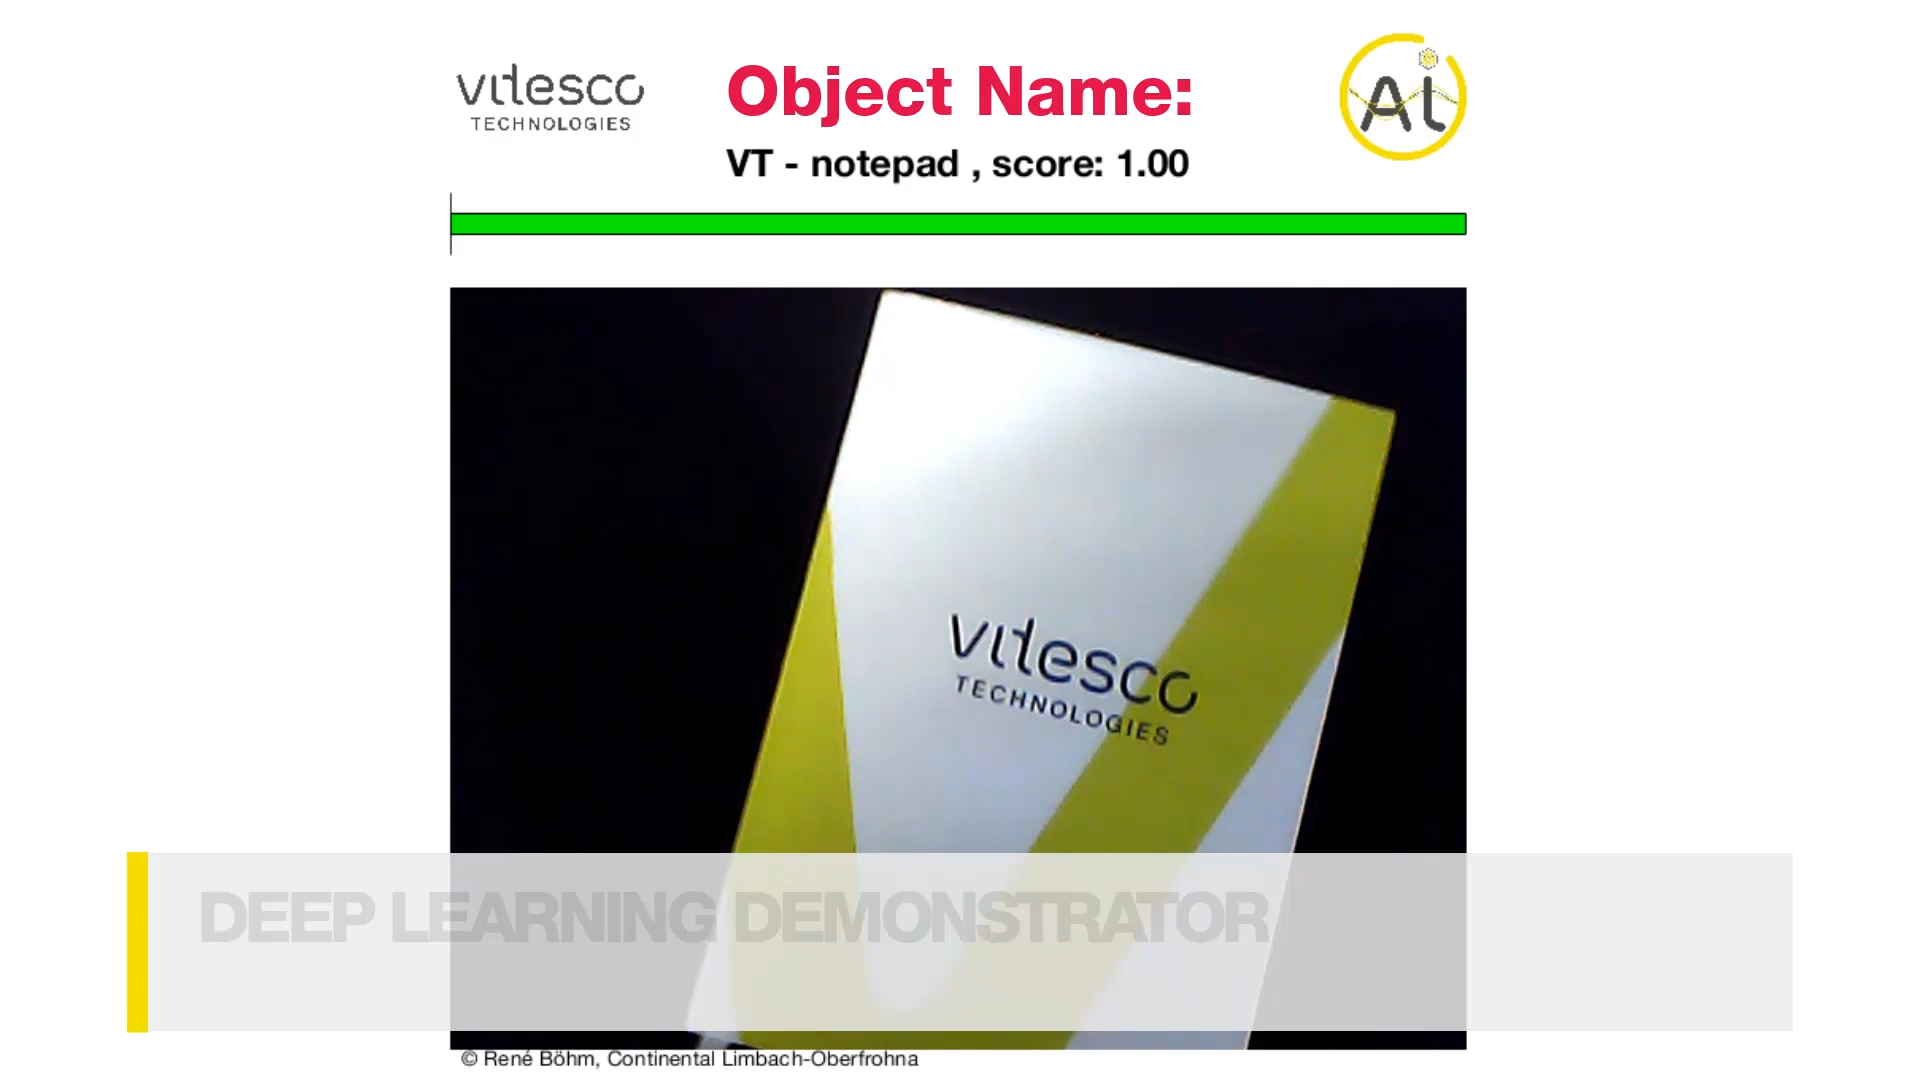 vitesco
TECHNOLOGIES
Object Name:
Ai
VT - notepad , score: 1.00
vitesco
TECHNOLOGIES
DEEP LEARNING DEMONSTRATOR
© René Böhm, Continental Limbach-Oberfrohna